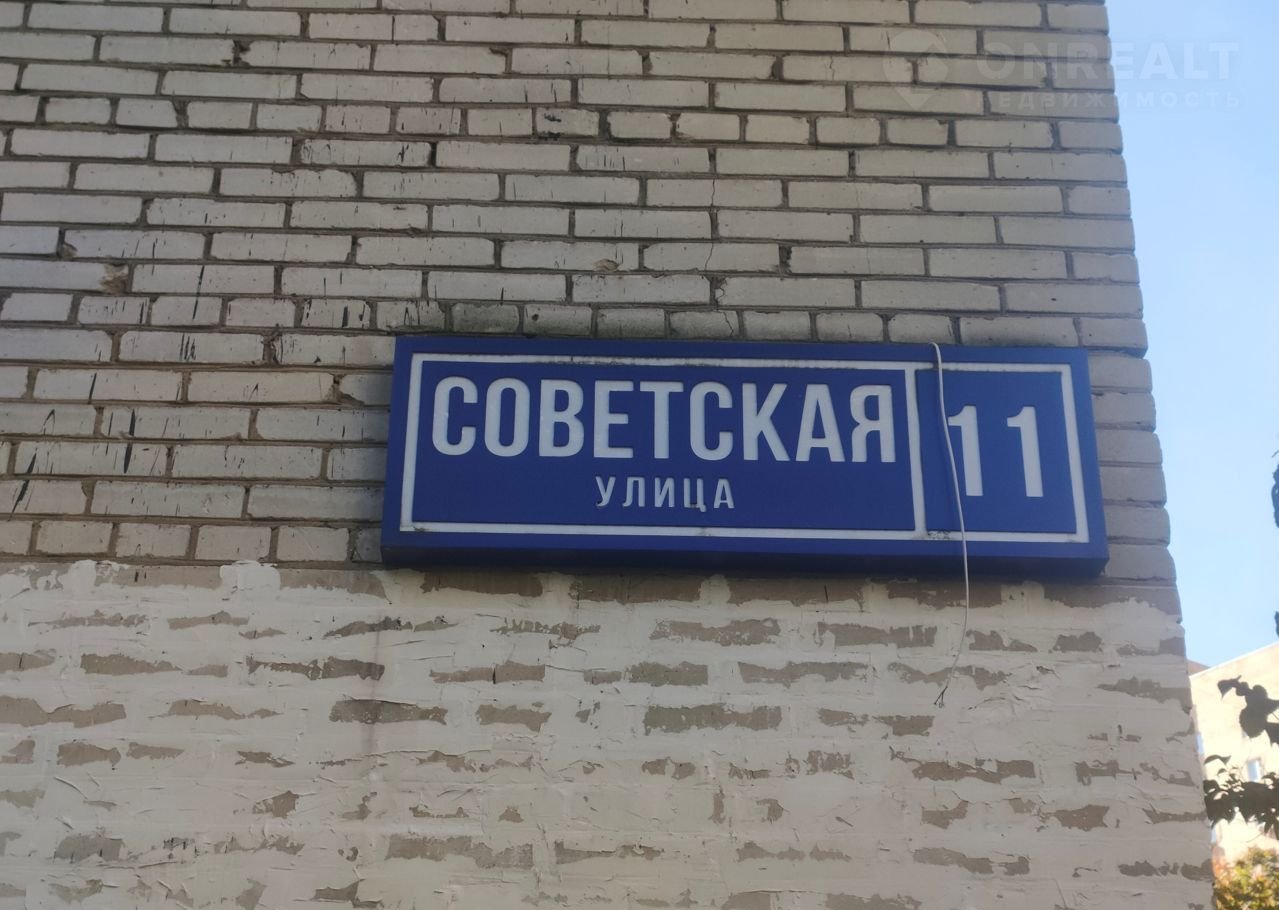 ONREALT
НЕДВИЖИМОСТЬ
СОВЕТСКАЯ
УЛИЦА
11